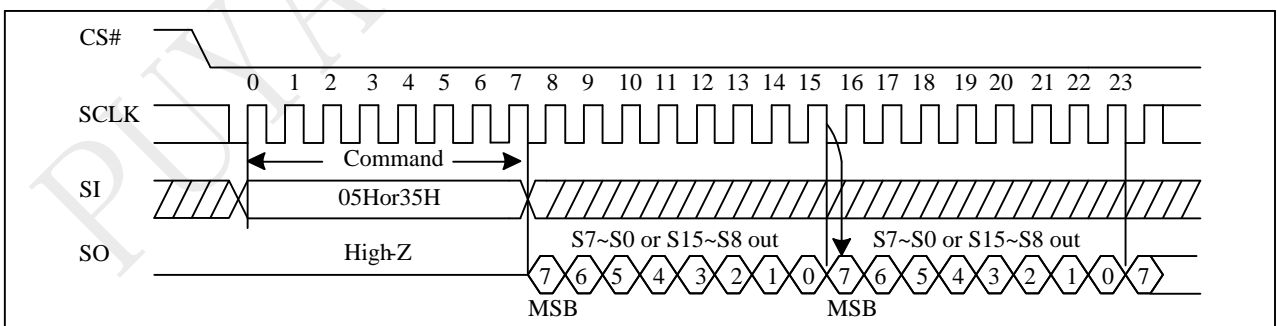 PUYA
CS#
0 1 2 3 4 5 6 7 8 9 10 11 12 13 14 15 16 17 18 19 20 21 22 23
SCLK
Command
SI
05Hor35H
S7~S0 or S15~S8 out S7~S0 or S15~S8 out
SO
High-Z
7 6 5 4 3 2 1 0 7 6 5 4 3 2 1 0 7
MSB MSB